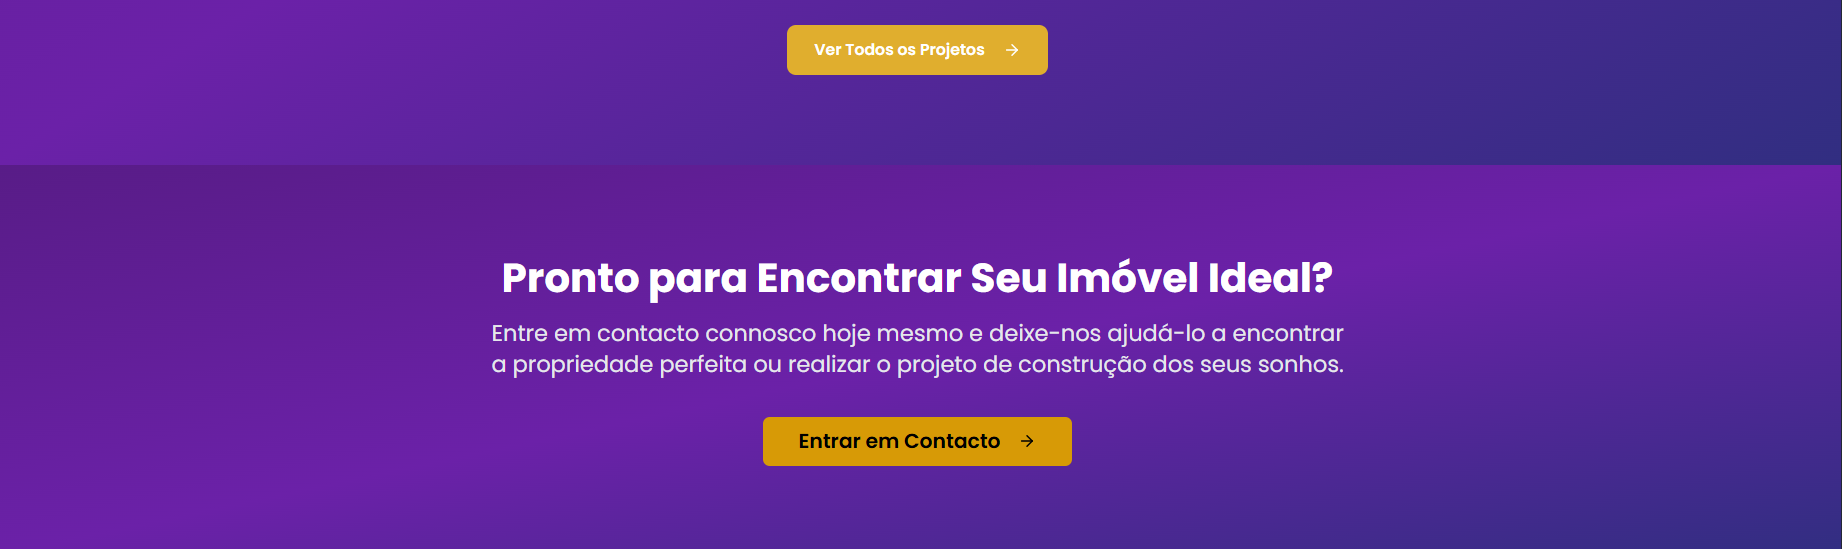 Ver Todos os Projetos →
Pronto para Encontrar Seu Imóvel Ideal?
Entre em contacto connosco hoje mesmo e deixe-nos ajudá-lo a encontrar
a propriedade perfeita ou realizar o projeto de construção dos seus sonhos.
Entrar em Contacto →